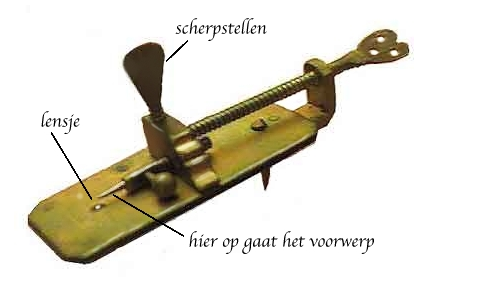 scherpstellen
lensje
hier op gaat het voorwerp